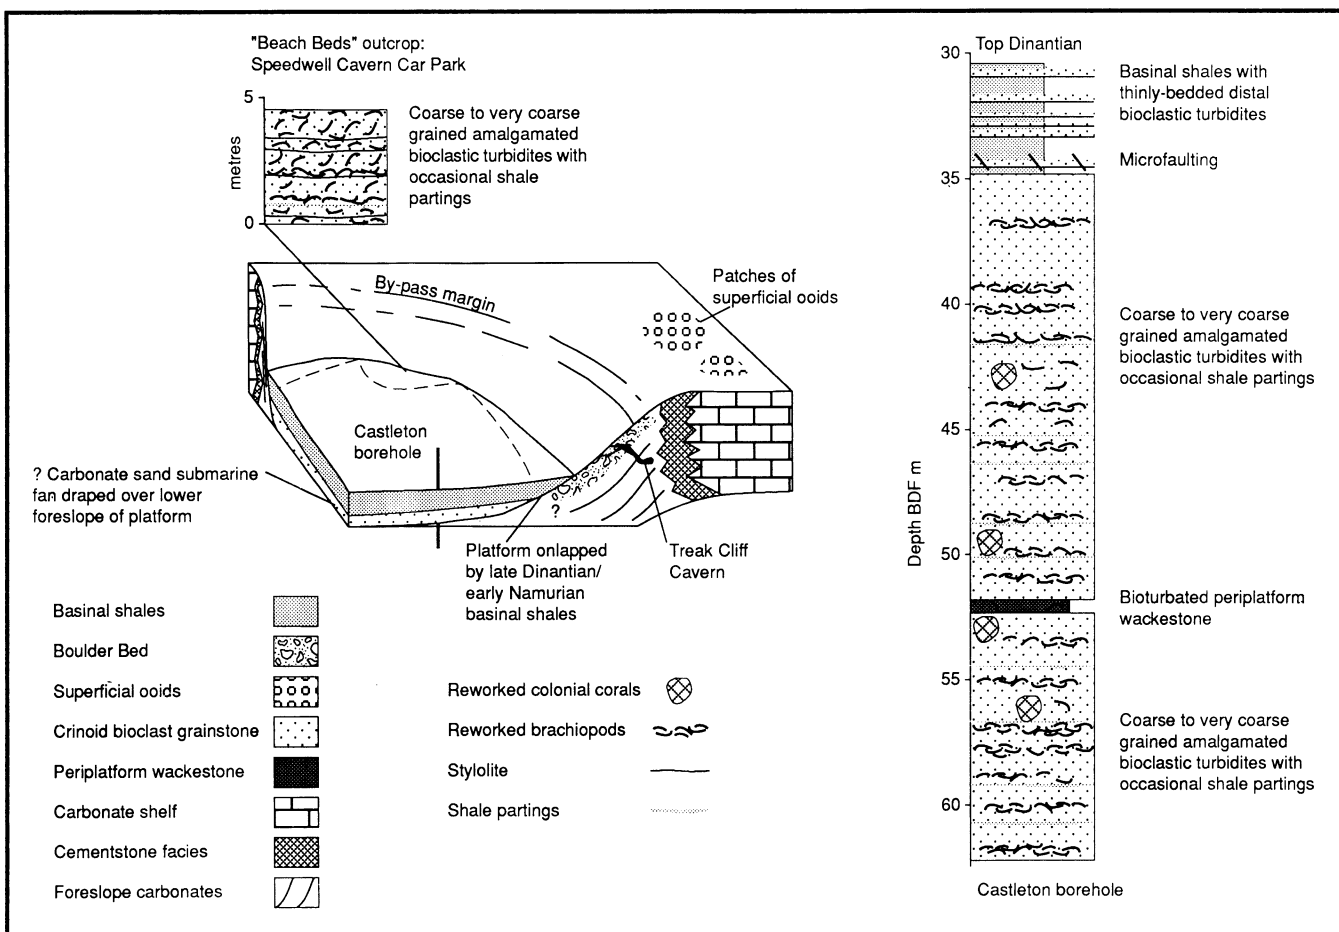 "Beach Beds" outcrop:
Speedwell Cavern Car Park
5
metres
0
Coarse to very coarse
grained amalgamated
bioclastic turbidites with
occasional shale
partings
By-pass margin
Patches of
superficial ooids
Castleton
borehole
? Carbonate sand submarine
fan draped over lower
foreslope of platform
?
Platform onlapped
by late Dinantian/
early Namurian
basinal shales
Treak Cliff
Cavern
Basinal shales
Boulder Bed
Superficial ooids
Crinoid bioclast grainstone
Periplatform wackestone
Carbonate shelf
Cementstone facies
Foreslope carbonates
Reworked colonial corals
Reworked brachiopods
Stylolite
Shale partings
Top Dinantian
30
35
40
45
50
55
60
Depth BDF m
Basinal shales with
thinly-bedded distal
bioclastic turbidites
Microfaulting
Coarse to very coarse
grained amalgamated
bioclastic turbidites with
occasional shale partings
Bioturbated periplatform
wackestone
Coarse to very coarse
grained amalgamated
bioclastic turbidites with
occasional shale partings
Castleton borehole